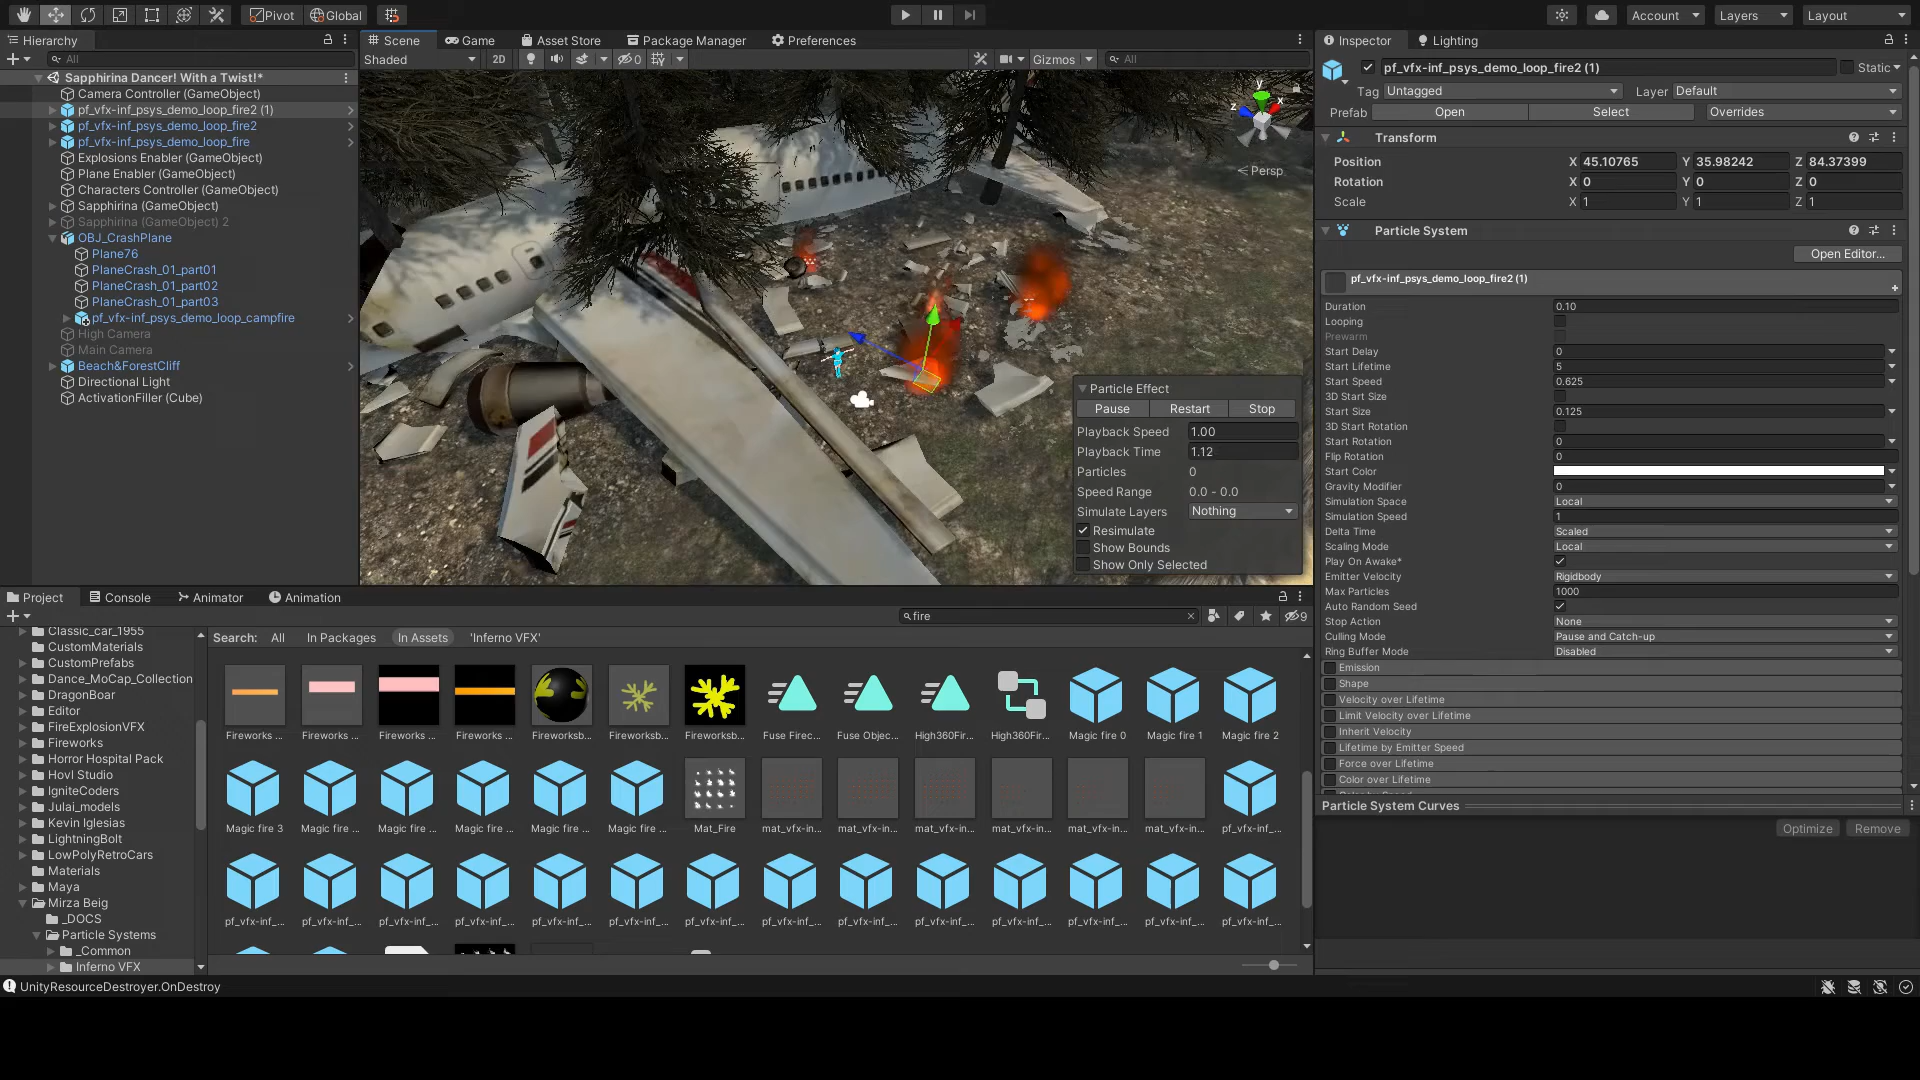 Pivot
Global
Account
Layers
Layout
Hierarchy
All
Sapphirina Dancer! With a Twist!*
Camera Controller (GameObject)
pf_vfx-inf_psys_demo_loop_fire2 (1)
pf_vfx-inf_psys_demo_loop_fire2
pf_vfx-inf_psys_demo_loop_fire
Explosions Enabler (GameObject)
Plane Enabler (GameObject)
Characters Controller (GameObject)
Sapphirina (GameObject)
Sapphirina (GameObject) 2
OBJ_CrashPlane
Plane76
PlaneCrash_01_part01
PlaneCrash_01_part02
PlaneCrash_01_part03
pf_vfx-inf_psys_demo_loop_campfire
High Camera
Main Camera
Beach&ForestCliff
Directional Light
ActivationFiller (Cube)
Scene
Game
Asset Store
Package Manager
Preferences
Shaded
2D
0
Gizmos
All
y
z
x
Persp
Particle Effect
Pause
Restart
Stop
Playback Speed 1.00
Playback Time 1.12
Particles 0
Speed Range 0.0 - 0.0
Simulate Layers Nothing
Resimulate
Show Bounds
Show Only Selected
Inspector
Lighting
pf_vfx-inf_psys_demo_loop_fire2 (1)
Static
Tag Untagged
Layer Default
Prefab Open Select Overrides
Transform
Position X 45.10765 Y 35.98242 Z 84.37399
Rotation X 0 Y 0 Z 0
Scale X 1 Y 1 Z 1
Particle System
Open Editor...
pf_vfx-inf_psys_demo_loop_fire2 (1)
Duration 0.10
Looping
Prewarm
Start Delay 0
Start Lifetime 5
Start Speed 0.625
3D Start Size
Start Size 0.125
3D Start Rotation
Start Rotation 0
Flip Rotation 0
Start Color
Gravity Modifier 0
Simulation Space Local
Simulation Speed 1
Delta Time Scaled
Scaling Mode Local
Play On Awake*
Emitter Velocity Rigidbody
Max Particles 1000
Auto Random Seed
Stop Action None
Culling Mode Pause and Catch-up
Ring Buffer Mode Disabled
Emission
Shape
Velocity over Lifetime
Limit Velocity over Lifetime
Inherit Velocity
Lifetime by Emitter Speed
Force over Lifetime
Color over Lifetime
Particle System Curves
Optimize
Remove
Project
Console
Animator
Animation
fire
9
Classic_car_1955
CustomMaterials
CustomPrefabs
Dance_MoCap_Collection
DragonBoar
Editor
FireExplosionVFX
Fireworks
Horror Hospital Pack
Hovl Studio
IgniteCoders
Julai_models
Kevin Iglesias
LightningBolt
LowPolyRetroCars
Materials
Maya
Mirza Beig
_DOCS
Particle Systems
_Common
Inferno VFX
Search: All In Packages In Assets 'Inferno VFX'
Fireworks ... Fireworks ... Fireworks ... Fireworks ... Fireworksb... Fireworksb... Fireworksb... Fuse Firec... Fuse Objec... High360Fir... High360Fir... Magic fire 0 Magic fire 1 Magic fire 2
Magic fire 3 Magic fire ... Magic fire ... Magic fire ... Magic fire ... Magic fire ... Mat_Fire mat_vfx-in... mat_vfx-in... mat_vfx-in... mat_vfx-in... mat_vfx-in... mat_vfx-in... pf_vfx-inf_...
pf_vfx-inf_... pf_vfx-inf_... pf_vfx-inf_... pf_vfx-inf_... pf_vfx-inf_... pf_vfx-inf_... pf_vfx-inf_... pf_vfx-inf_... pf_vfx-inf_... pf_vfx-inf_... pf_vfx-inf_... pf_vfx-inf_... pf_vfx-inf_... pf_vfx-inf_...
UnityResourceDestroyer.OnDestroy